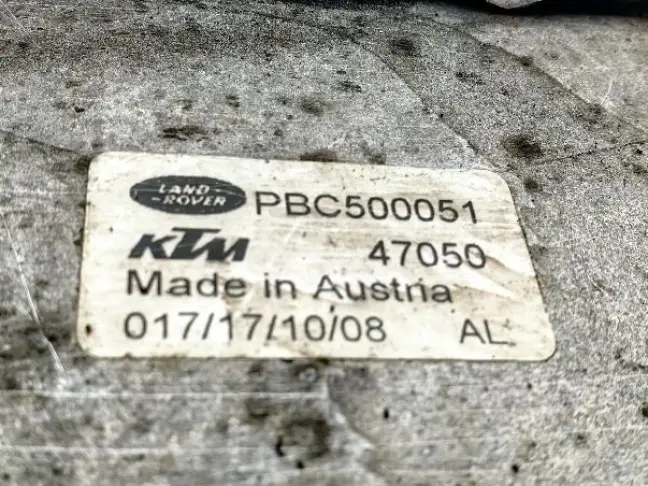 LAND
-ROVER
PBC500051
KTM 47050
Made in Austria
017/17/10/08 AL